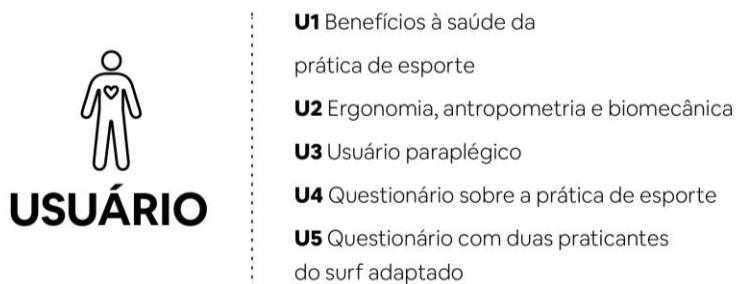 USUÁRIO
U1 Benefícios à saúde da
prática de esporte
U2 Ergonomia, antropometria e biomecânica
U3 Usuário paraplégico
U4 Questionário sobre a prática de esporte
U5 Questionário com duas praticantes
do surf adaptado